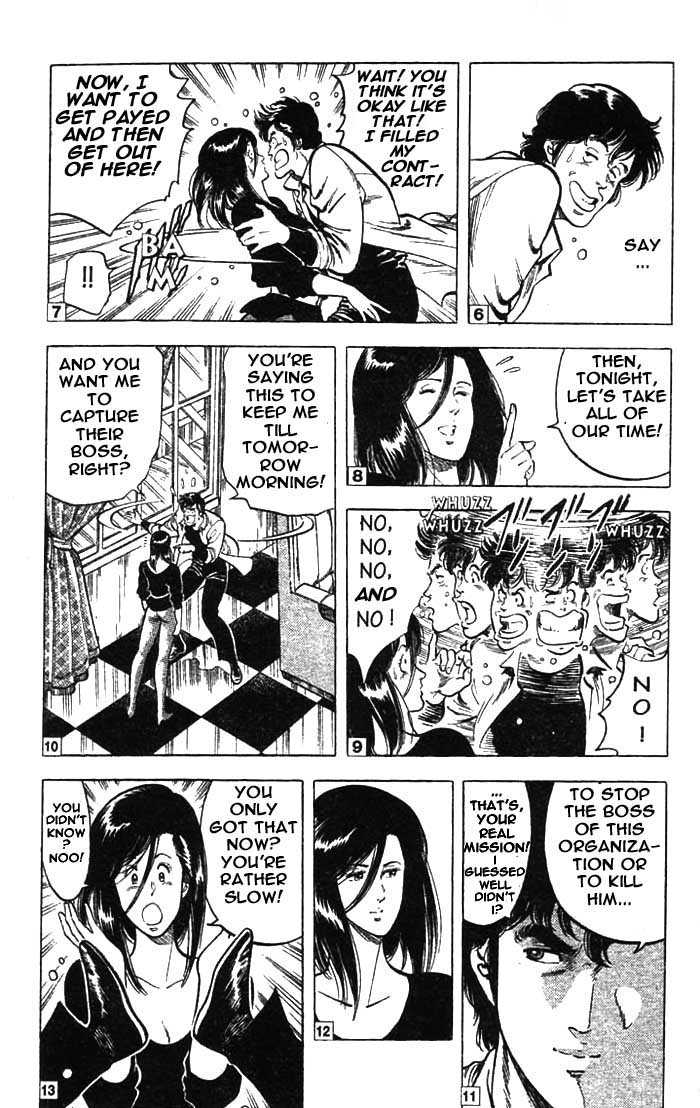 SAY
...
6
WAIT! YOU
THINK IT'S
OKAY LIKE
THAT!
I FILLED
MY
CONT-
RACT!
NOW, I
WANT TO
GET PAYED
AND THEN
GET OUT
OF HERE!
BA
M
!!
7
THEN,
TONIGHT,
LET'S TAKE
ALL OF
OUR TIME!
8
WHUZZ
WHUZZ
WHUZZ
NO,
NO,
NO,
AND
NO!
N
O
!
9
YOU'RE
SAYING
THIS TO
KEEP ME
TILL
TOMOR-
ROW
MORNING!
AND YOU
WANT ME
TO
CAPTURE
THEIR
BOSS,
RIGHT?
10
TO STOP
THE BOSS
OF THIS
ORGANIZA-
TION OR
TO KILL
HIM...
...
THAT'S,
YOUR
REAL
MISSION!
I
GUESSED
WELL
DIDN'T
I?
11
12
YOU
ONLY
GOT THAT
NOW?
YOU'RE
RATHER
SLOW!
YOU
DIDN'T
KNOW
?
NOO!
13